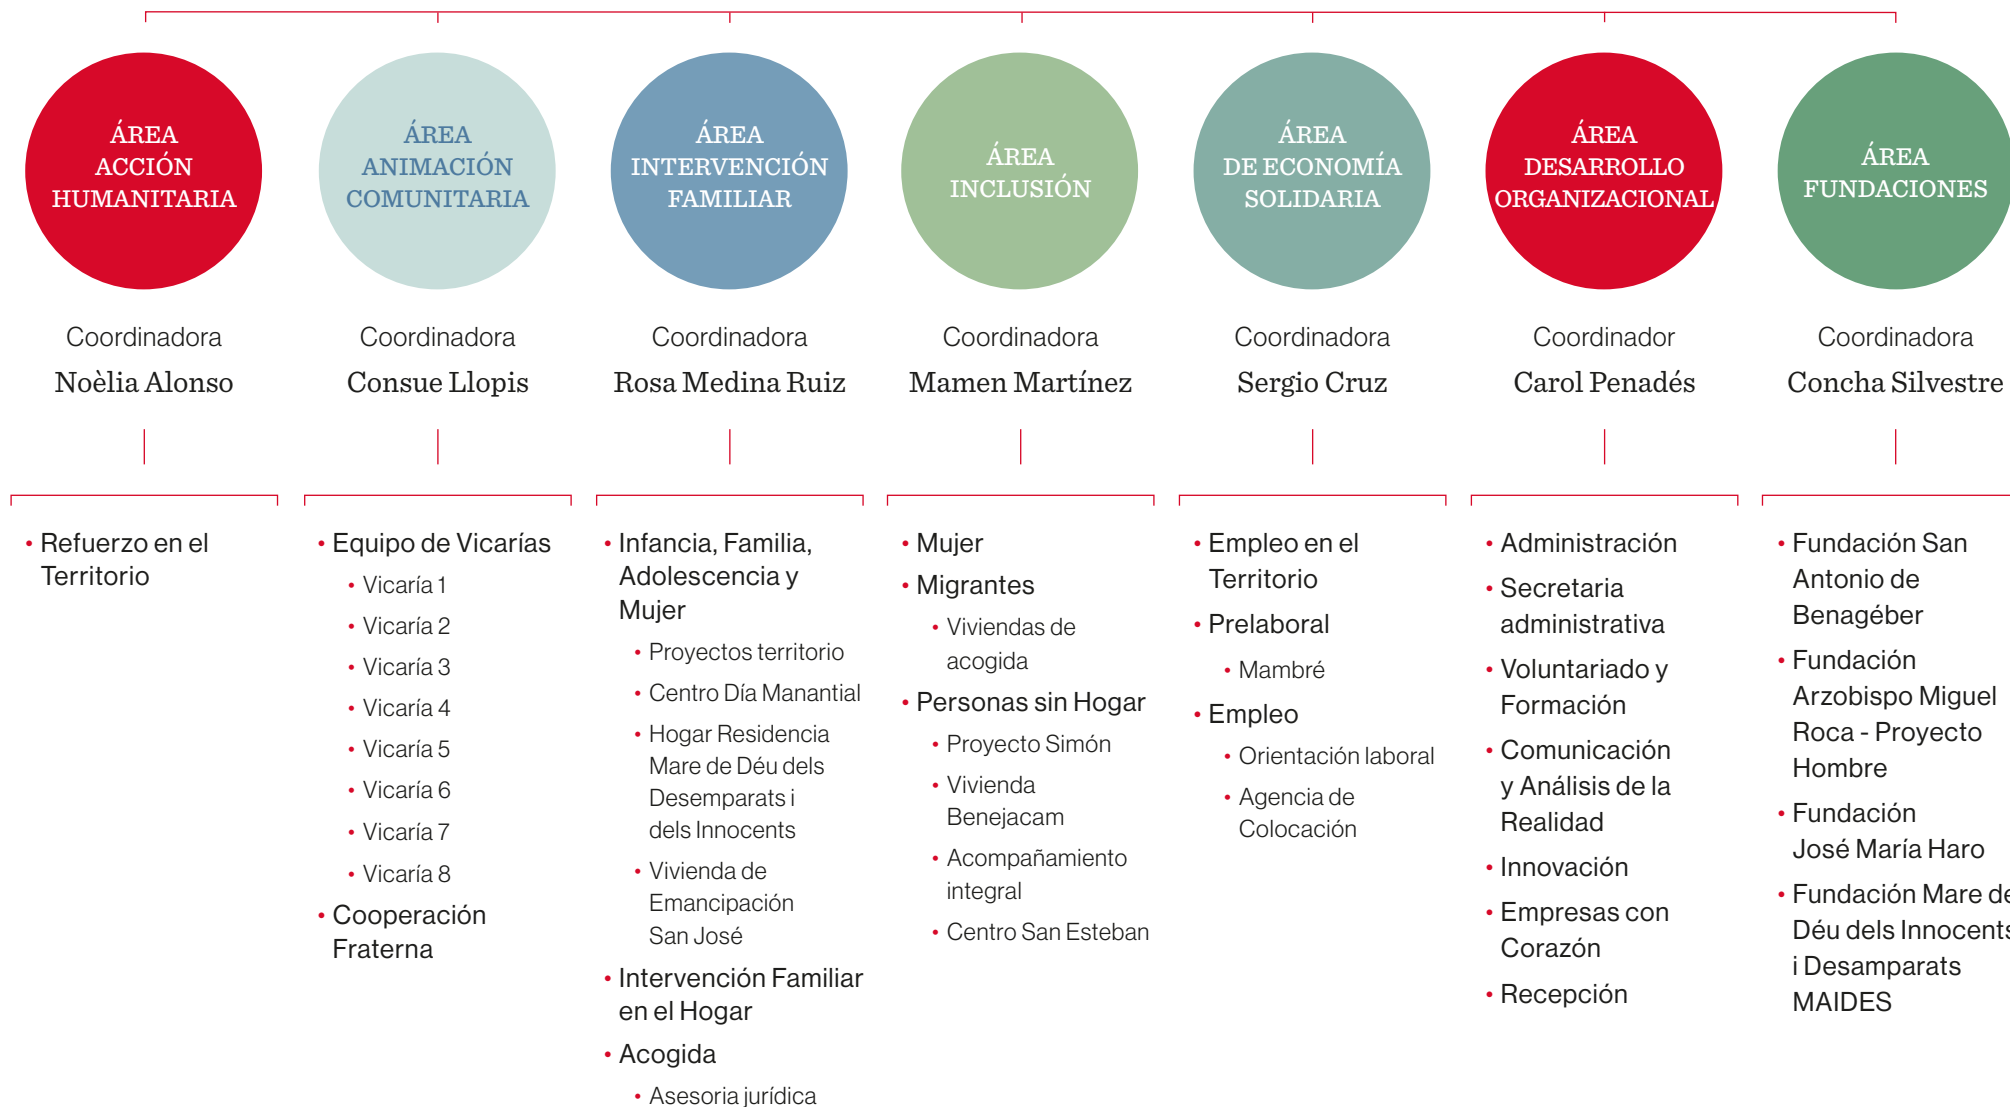 ÁREA
ACCIÓN
HUMANITARIA
Coordinadora
Noèlia Alonso
• Refuerzo en el
Territorio
ÁREA
ANIMACIÓN
COMUNITARIA
Coordinadora
Consue Llopis
• Equipo de Vicarías
• Vicaría 1
• Vicaría 2
• Vicaría 3
• Vicaría 4
• Vicaría 5
• Vicaría 6
• Vicaría 7
• Vicaría 8
• Cooperación
Fraterna
ÁREA
INTERVENCIÓN
FAMILIAR
Coordinadora
Rosa Medina Ruiz
• Infancia, Familia,
Adolescencia y
Mujer
• Proyectos territorio
• Centro Día Manantial
• Hogar Residencia
Mare de Déu dels
Desemparats i
dels Innocents
• Vivienda de
Emancipación
San José
• Intervención Familiar
en el Hogar
• Acogida
• Asesoria jurídica
ÁREA
INCLUSIÓN
Coordinadora
Mamen Martínez
• Mujer
• Migrantes
• Viviendas de
acogida
• Personas sin Hogar
• Proyecto Simón
• Vivienda
Benejacam
• Acompañamiento
integral
• Centro San Esteban
ÁREA
DE ECONOMÍA
SOLIDARIA
Coordinadora
Sergio Cruz
• Empleo en el
Territorio
• Prelaboral
• Mambré
• Empleo
• Orientación laboral
• Agencia de
Colocación
ÁREA
DESARROLLO
ORGANIZACIONAL
Coordinador
Carol Penadés
• Administración
• Secretaria
administrativa
• Voluntariado y
Formación
• Comunicación
y Análisis de la
Realidad
• Innovación
• Empresas con
Corazón
• Recepción
ÁREA
FUNDACIONES
Coordinadora
Concha Silvestre
• Fundación San
Antonio de
Benagéber
• Fundación
Arzobispo Miguel
Roca - Proyecto
Hombre
• Fundación
José María Haro
• Fundación Mare de
Déu dels Innocents
i Desamparats
MAIDES